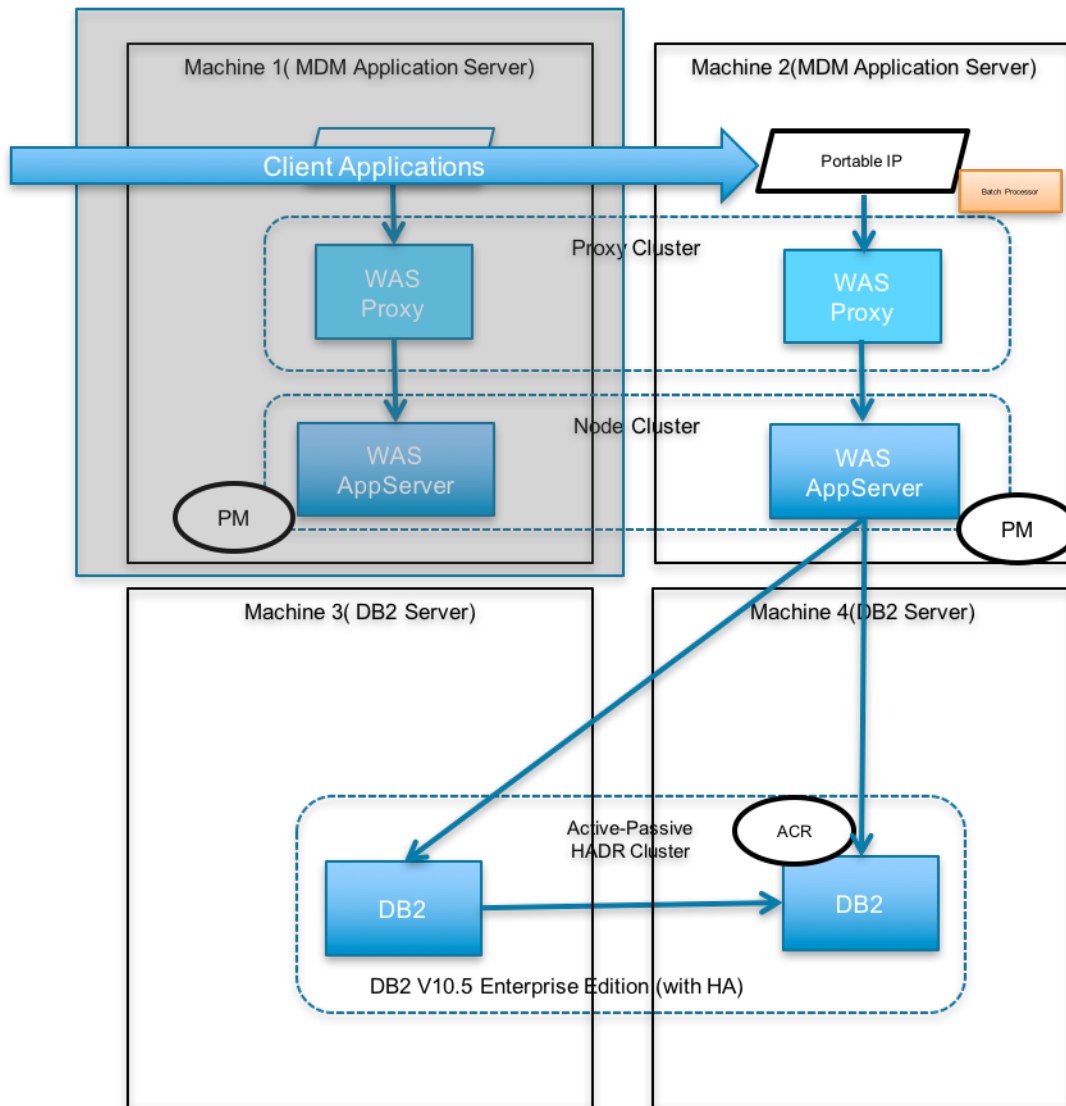 Machine 1( MDM Application Server)
Machine 2(MDM Application Server)
Client Applications
Portable IP
Batch Processor
Proxy Cluster
WAS
Proxy
WAS
Proxy
Node Cluster
WAS
AppServer
WAS
AppServer
PM
PM
Machine 3( DB2 Server)
Machine 4(DB2 Server)
Active-Passive
HADR Cluster
ACR
DB2
DB2
DB2 V10.5 Enterprise Edition (with HA)